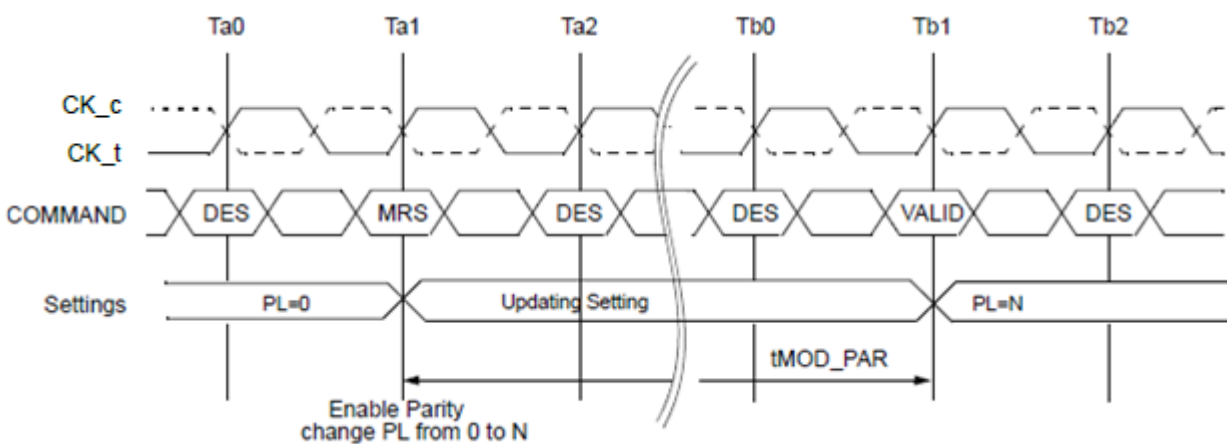 Ta0 Ta1 Ta2 Tb0 Tb1 Tb2
CK_c
CK_t
COMMAND DES MRS DES DES VALID DES
Settings PL=0 Updating Setting PL=N
tMOD_PAR
Enable Parity
change PL from 0 to N